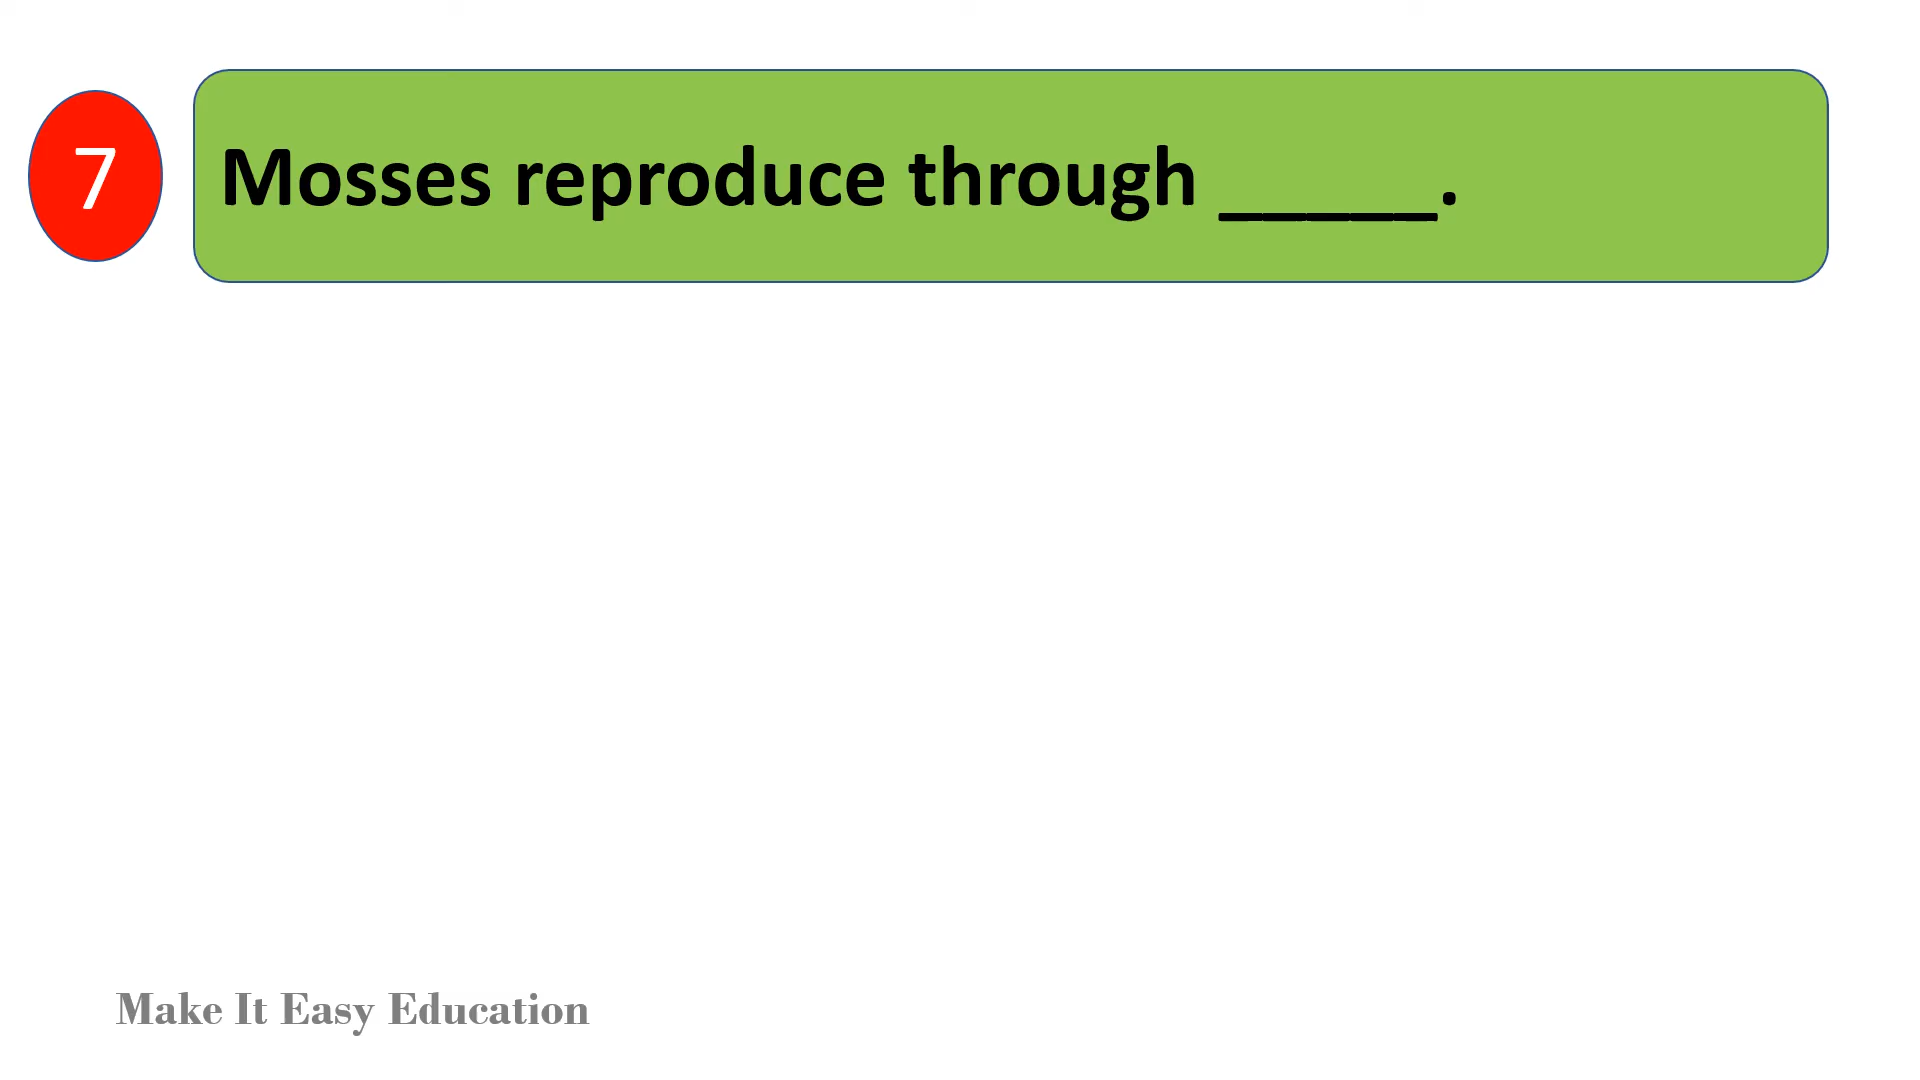 7
Mosses reproduce through _____.
Make It Easy Education